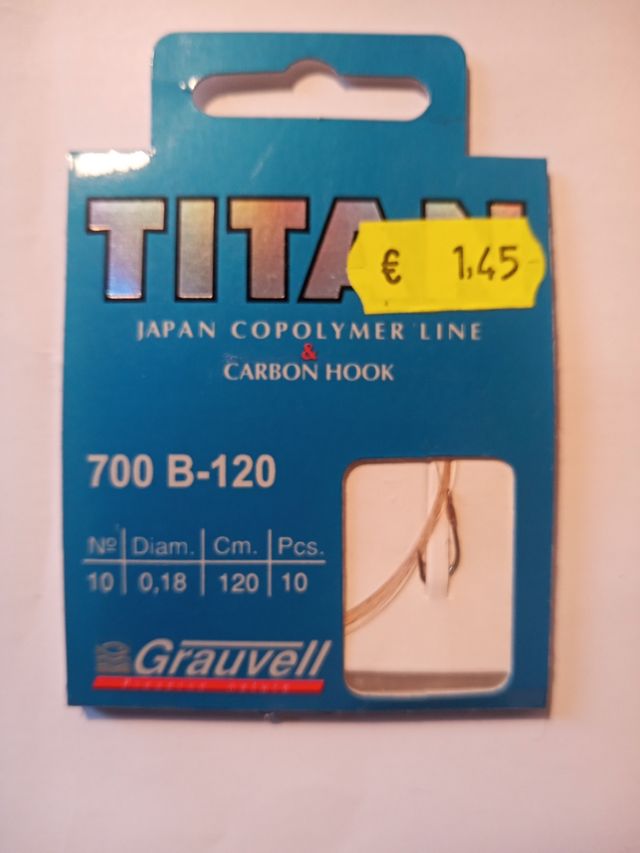 TITAN
€ 1,45
JAPAN COPOLYMER LINE
&
CARBON HOOK
700 B-120
Nº Diam. Cm. Pcs.
10 0,18 120 10
Grauvell